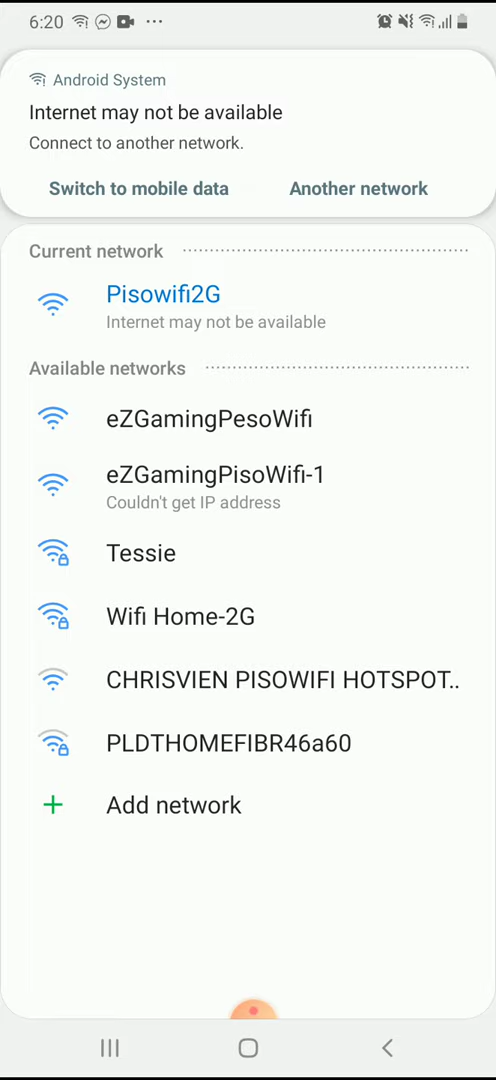 6:20
Android System
Internet may not be available
Connect to another network.
Switch to mobile data Another network
Current network
Pisowifi2G
Internet may not be available
Available networks
eZGamingPesoWifi
eZGamingPisoWifi-1
Couldn't get IP address
Tessie
Wifi Home-2G
CHRISVIEN PISOWIFI HOTSPOT..
PLDTHOMEFIBR46a60
Add network